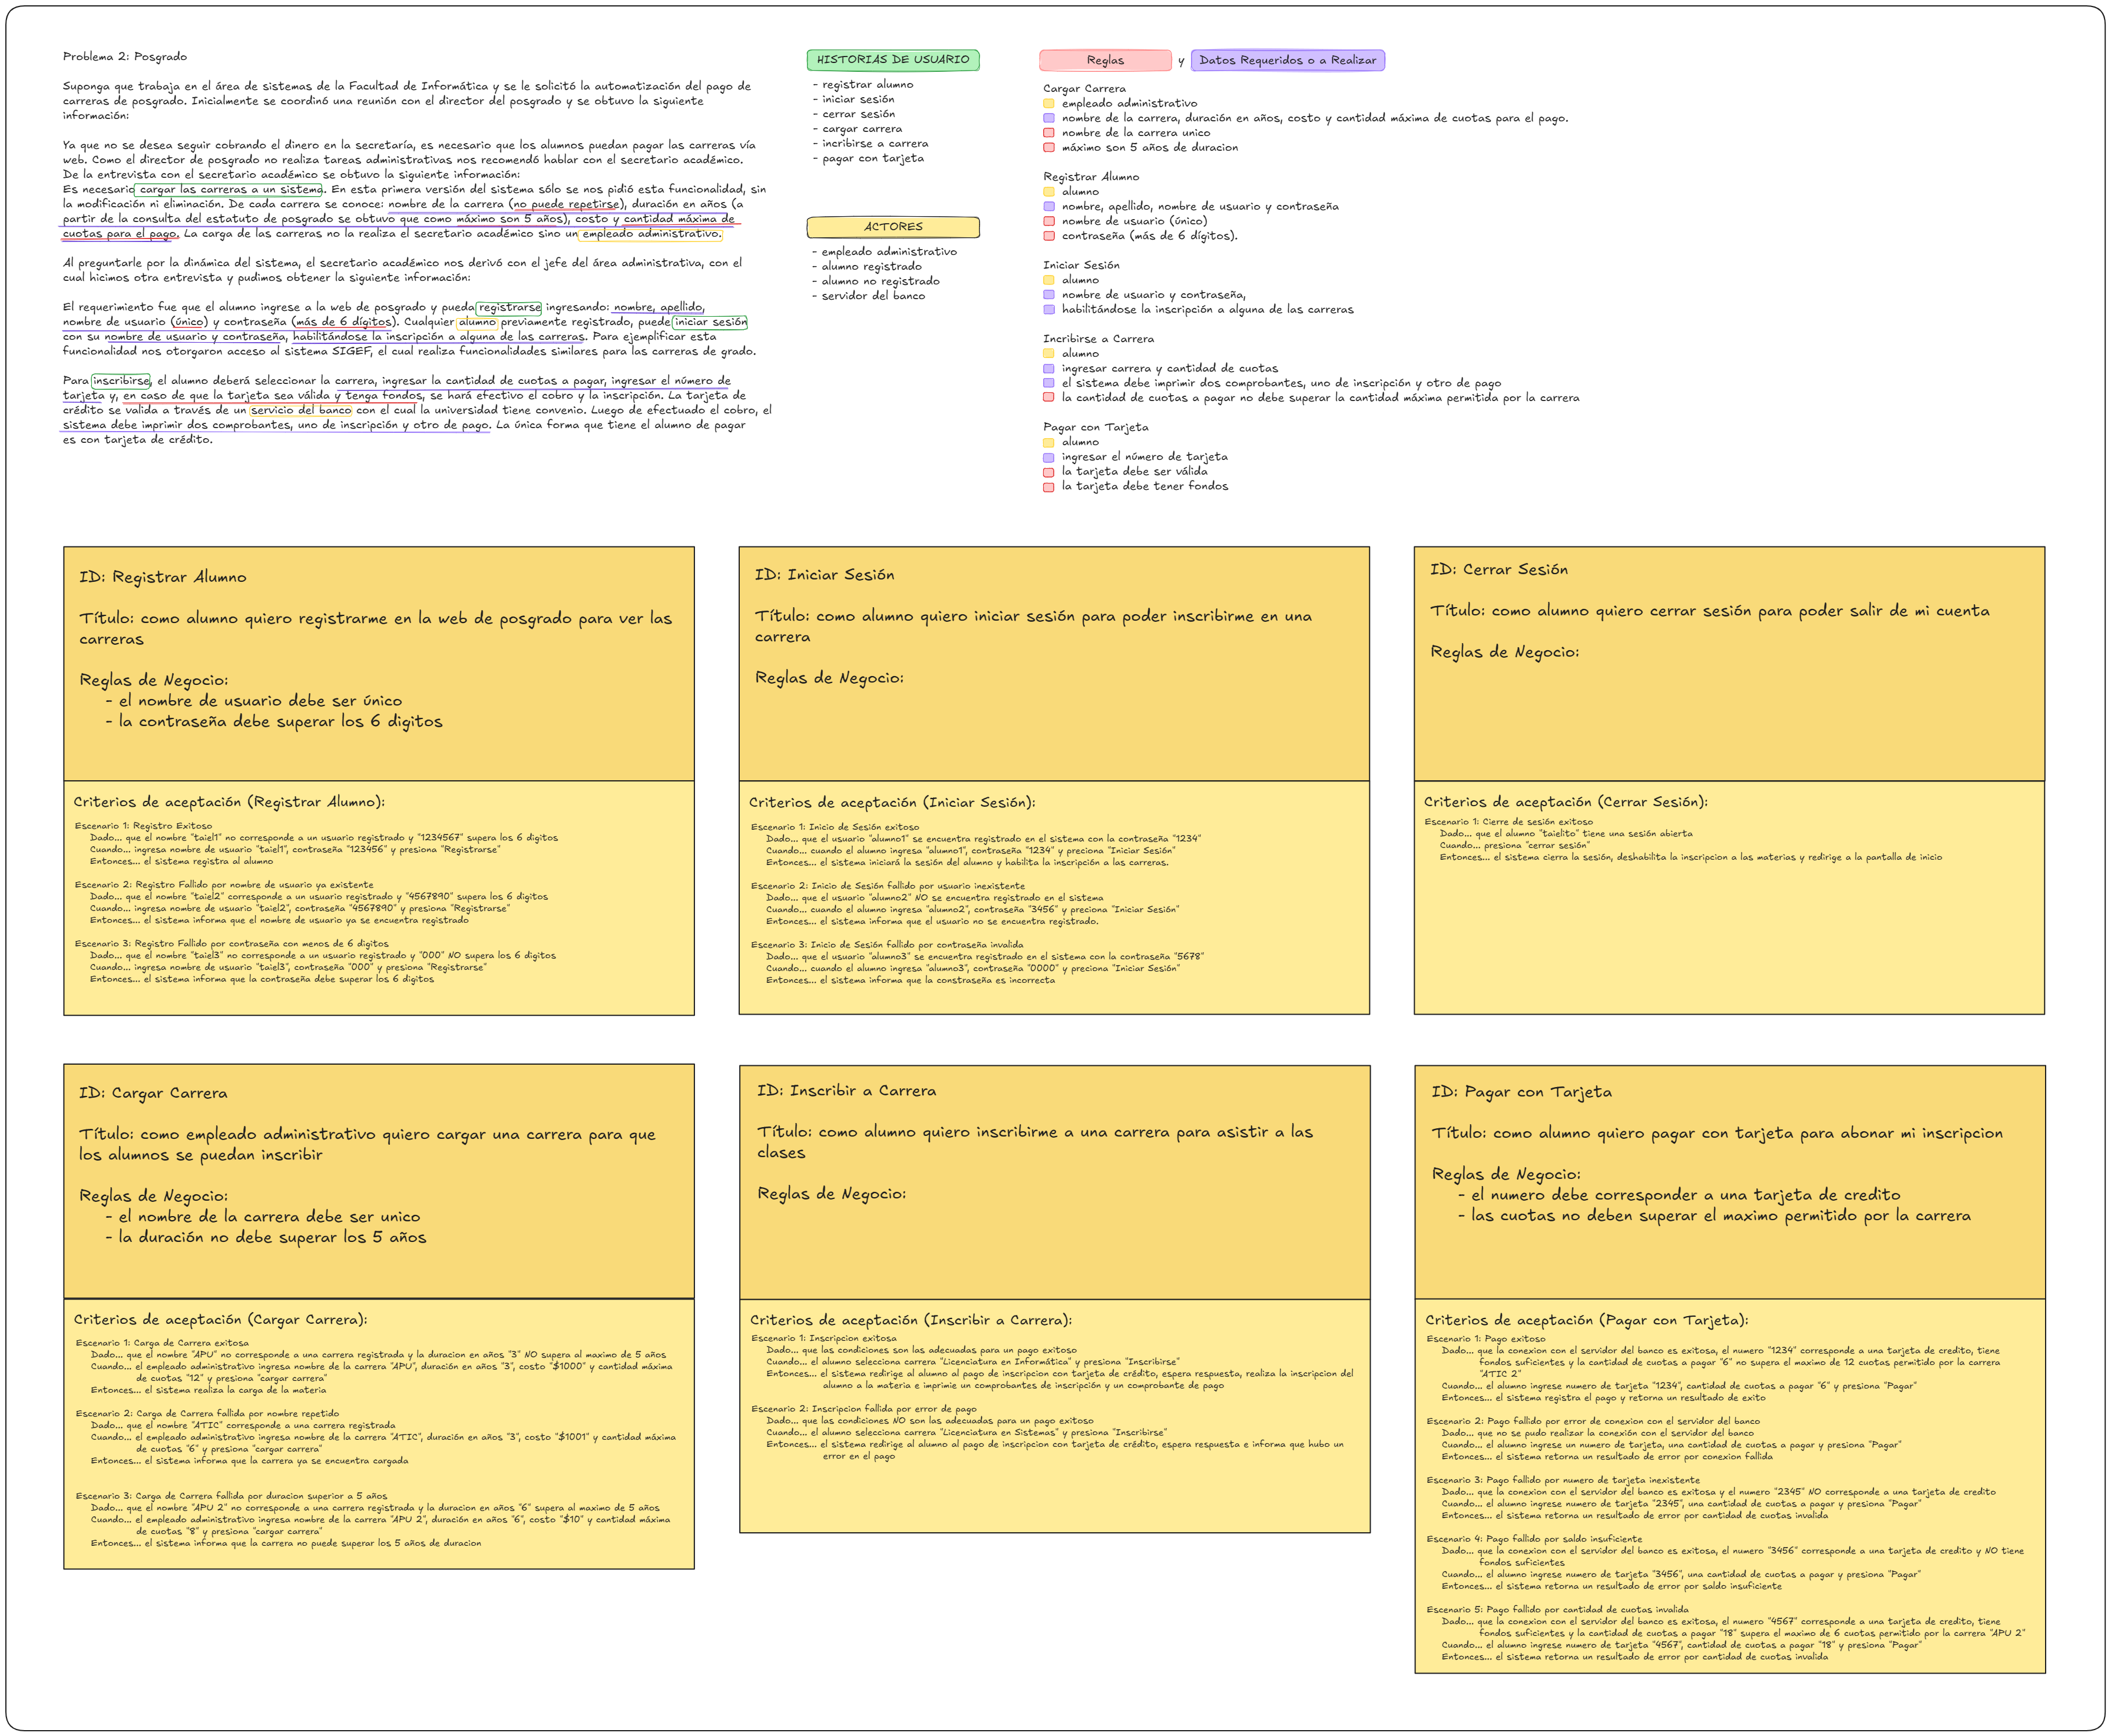 Problema 2: Posgrado
Suponga que trabaja en el área de sistemas de la Facultad de Informática y se le solicitó la automatización del pago de
carreras de posgrado. Inicialmente se coordinó una reunión con el director del posgrado y se obtuvo la siguiente
información:
Ya que no se desea seguir cobrando el dinero en la secretaría, es necesario que los alumnos puedan pagar las carreras vía
web. Como el director de posgrado no realiza tareas administrativas nos recomendó hablar con el secretario académico.
De la entrevista con el secretario académico se obtuvo la siguiente información:
Es necesario cargar las carreras a un sistema. En esta primera versión del sistema sólo se nos pidió esta funcionalidad, sin
la modificación ni eliminación. De cada carrera se conoce: nombre de la carrera (no puede repetirse), duración en años (a
partir de la consulta del estatuto de posgrado se obtuvo que como máximo son 5 años), costo y cantidad máxima de
cuotas para el pago. La carga de las carreras no la realiza el secretario académico sino un empleado administrativo.
Al preguntarle por la dinámica del sistema, el secretario académico nos derivó con el jefe del área administrativa, con el
cual hicimos otra entrevista y pudimos obtener la siguiente información:
El requerimiento fue que el alumno ingrese a la web de posgrado y pueda registrarse ingresando: nombre, apellido,
nombre de usuario (único) y contraseña (más de 6 dígitos). Cualquier alumno previamente registrado, puede iniciar sesión
con su nombre de usuario y contraseña, habilitándose la inscripción a alguna de las carreras. Para ejemplificar esta
funcionalidad nos otorgaron acceso al sistema SIGEF, el cual realiza funcionalidades similares para las carreras de grado.
Para inscribirse, el alumno deberá seleccionar la carrera, ingresar la cantidad de cuotas a pagar, ingresar el número de
tarjeta y, en caso de que la tarjeta sea válida y tenga fondos, se hará efectivo el cobro y la inscripción. La tarjeta de
crédito se valida a través de un servicio del banco con el cual la universidad tiene convenio. Luego de efectuado el cobro, el
sistema debe imprimir dos comprobantes, uno de inscripción y otro de pago. La única forma que tiene el alumno de pagar
es con tarjeta de crédito.
HISTORIAS DE USUARIO
- registrar alumno
- iniciar sesión
- cerrar sesión
- cargar carrera
- incribirse a carrera
- pagar con tarjeta
ACTORES
- empleado administrativo
- alumno registrado
- alumno no registrado
- servidor del banco
Reglas y Datos Requeridos o a Realizar
Cargar Carrera
empleado administrativo
nombre de la carrera, duración en años, costo y cantidad máxima de cuotas para el pago.
nombre de la carrera unico
máximo son 5 años de duracion
Registrar Alumno
alumno
nombre, apellido, nombre de usuario y contraseña
nombre de usuario (único)
contraseña (más de 6 dígitos).
Iniciar Sesión
alumno
nombre de usuario y contraseña,
habilitándose la inscripción a alguna de las carreras
Incribirse a Carrera
alumno
ingresar carrera y cantidad de cuotas
el sistema debe imprimir dos comprobantes, uno de inscripción y otro de pago
la cantidad de cuotas a pagar no debe superar la cantidad máxima permitida por la carrera
Pagar con Tarjeta
alumno
ingresar el número de tarjeta
la tarjeta debe ser válida
la tarjeta debe tener fondos
ID: Registrar Alumno
Título: como alumno quiero registrarme en la web de posgrado para ver las
carreras
Reglas de Negocio:
- el nombre de usuario debe ser único
- la contraseña debe superar los 6 digitos
Criterios de aceptación (Registrar Alumno):
Escenario 1: Registro Exitoso
Dado... que el nombre "taiel1" no corresponde a un usuario registrado y "1234567" supera los 6 digitos
Cuando... ingresa nombre de usuario "taiel1", contraseña "123456" y presiona "Registrarse"
Entonces... el sistema registra al alumno
Escenario 2: Registro Fallido por nombre de usuario ya existente
Dado... que el nombre "taiel2" corresponde a un usuario registrado y "4567890" supera los 6 digitos
Cuando... ingresa nombre de usuario "taiel2", contraseña "4567890" y presiona "Registrarse"
Entonces... el sistema informa que el nombre de usuario ya se encuentra registrado
Escenario 3: Registro Fallido por contraseña con menos de 6 digitos
Dado... que el nombre "taiel3" no corresponde a un usuario registrado y "000" NO supera los 6 digitos
Cuando... ingresa nombre de usuario "taiel3", contraseña "000" y presiona "Registrarse"
Entonces... el sistema informa que la contraseña debe superar los 6 digitos
ID: Iniciar Sesión
Título: como alumno quiero iniciar sesión para poder inscribirme en una
carrera
Reglas de Negocio:
Criterios de aceptación (Iniciar Sesión):
Escenario 1: Inicio de Sesión exitoso
Dado... que el usuario "alumno1" se encuentra registrado en el sistema con la contraseña "1234"
Cuando... cuando el alumno ingresa "alumno1", contraseña "1234" y preciona "Iniciar Sesión"
Entonces... el sistema iniciará la sesión del alumno y habilita la inscripción a las carreras.
Escenario 2: Inicio de Sesión fallido por usuario inexistente
Dado... que el usuario "alumno2" NO se encuentra registrado en el sistema
Cuando... cuando el alumno ingresa "alumno2", contraseña "3456" y preciona "Iniciar Sesión"
Entonces... el sistema informa que el usuario no se encuentra registrado.
Escenario 3: Inicio de Sesión fallido por contraseña invalida
Dado... que el usuario "alumno3" se encuentra registrado en el sistema con la contraseña "5678"
Cuando... cuando el alumno ingresa "alumno3", contraseña "0000" y preciona "Iniciar Sesión"
Entonces... el sistema informa que la constraseña es incorrecta
ID: Cerrar Sesión
Título: como alumno quiero cerrar sesión para poder salir de mi cuenta
Reglas de Negocio:
Criterios de aceptación (Cerrar Sesión):
Escenario 1: Cierre de sesión exitoso
Dado... que el alumno "taielito" tiene una sesión abierta
Cuando... presiona "cerrar sesión"
Entonces... el sistema cierra la sesión, deshabilita la inscripcion a las materias y redirige a la pantalla de inicio
ID: Cargar Carrera
Título: como empleado administrativo quiero cargar una carrera para que
los alumnos se puedan inscribir
Reglas de Negocio:
- el nombre de la carrera debe ser unico
- la duración no debe superar los 5 años
Criterios de aceptación (Cargar Carrera):
Escenario 1: Carga de Carrera exitosa
Dado... que el nombre "APU" no corresponde a una carrera registrada y la duracion en años "3" NO supera al maximo de 5 años
Cuando... el empleado administrativo ingresa nombre de la carrera "APU", duración en años "3", costo "$1000" y cantidad máxima
de cuotas "12" y presiona "cargar carrera"
Entonces... el sistema realiza la carga de la materia
Escenario 2: Carga de Carrera fallida por nombre repetido
Dado... que el nombre "ATIC" corresponde a una carrera registrada
Cuando... el empleado administrativo ingresa nombre de la carrera "ATIC", duración en años "3", costo "$1001" y cantidad máxima
de cuotas "6" y presiona "cargar carrera"
Entonces... el sistema informa que la carrera ya se encuentra cargada
Escenario 3: Carga de Carrera fallida por duracion superior a 5 años
Dado... que el nombre "APU 2" no corresponde a una carrera registrada y la duracion en años "6" supera al maximo de 5 años
Cuando... el empleado administrativo ingresa nombre de la carrera "APU 2", duración en años "6", costo "$10" y cantidad máxima
de cuotas "8" y presiona "cargar carrera"
Entonces... el sistema informa que la carrera no puede superar los 5 años de duracion
ID: Inscribir a Carrera
Título: como alumno quiero inscribirme a una carrera para asistir a las
clases
Reglas de Negocio:
Criterios de aceptación (Inscribir a Carrera):
Escenario 1: Inscripcion exitosa
Dado... que las condiciones son las adecuadas para un pago exitoso
Cuando... el alumno selecciona carrera "Licenciatura en Informática" y presiona "Inscribirse"
Entonces... el sistema redirige al alumno al pago de inscripcion con tarjeta de crédito, espera respuesta, realiza la inscripcion del
alumno a la materia e imprimie un comprobantes de inscripción y un comprobante de pago
Escenario 2: Inscripcion fallida por error de pago
Dado... que las condiciones NO son las adecuadas para un pago exitoso
Cuando... el alumno selecciona carrera "Licenciatura en Sistemas" y presiona "Inscribirse"
Entonces... el sistema redirige al alumno al pago de inscripcion con tarjeta de crédito, espera respuesta e informa que hubo un
error en el pago
ID: Pagar con Tarjeta
Título: como alumno quiero pagar con tarjeta para abonar mi inscripcion
Reglas de Negocio:
- el numero debe corresponder a una tarjeta de credito
- las cuotas no deben superar el maximo permitido por la carrera
Criterios de aceptación (Pagar con Tarjeta):
Escenario 1: Pago exitoso
Dado... que la conexion con el servidor del banco es exitosa, el numero "1234" corresponde a una tarjeta de credito, tiene
fondos suficientes y la cantidad de cuotas a pagar "6" no supera el maximo de 12 cuotas permitido por la carrera
"ATIC 2"
Cuando... el alumno ingresar numero de tarjeta "1234", cantidad de cuotas a pagar "6" y presiona "Pagar"
Entonces... el sistema registra el pago y retorna un resultado de exito
Escenario 2: Pago fallido por error de conexion con el servidor del banco
Dado... que no se pudo realizar la conexión con el servidor del banco
Cuando... el alumno ingrese un numero de tarjeta, una cantidad de cuotas a pagar y presiona "Pagar"
Entonces... el sistema retorna un resultado de error por conexion fallida
Escenario 3: Pago fallido por numero de tarjeta inexistente
Dado... que la conexion con el servidor del banco es exitosa y el numero "2345" NO corresponde a una tarjeta de credito
Cuando... el alumno ingrese numero de tarjeta "2345", una cantidad de cuotas a pagar y presiona "Pagar"
Entonces... el sistema retorna un resultado de error por cantidad de cuotas invalida
Escenario 4: Pago fallido por saldo insuficiente
Dado... que la conexion con el servidor del banco es exitosa, el numero "3456" corresponde a una tarjeta de credito y NO tiene
fondos suficientes
Cuando... el alumno ingrese numero de tarjeta "3456", una cantidad de cuotas a pagar y presiona "Pagar"
Entonces... el sistema retorna un resultado de error por saldo insuficiente
Escenario 5: Pago fallido por cantidad de cuotas invalida
Dado... que la conexion con el servidor del banco es exitosa, el numero "4567" corresponde a una tarjeta de credito, tiene
fondos suficientes y la cantidad de cuotas a pagar "18" supera el maximo de 6 cuotas permitido por la carrera "APU 2"
Cuando... el alumno ingrese numero de tarjeta "4567", cantidad de cuotas a pagar "18" y presiona "Pagar"
Entonces... el sistema retorna un resultado de error por cantidad de cuotas invalida